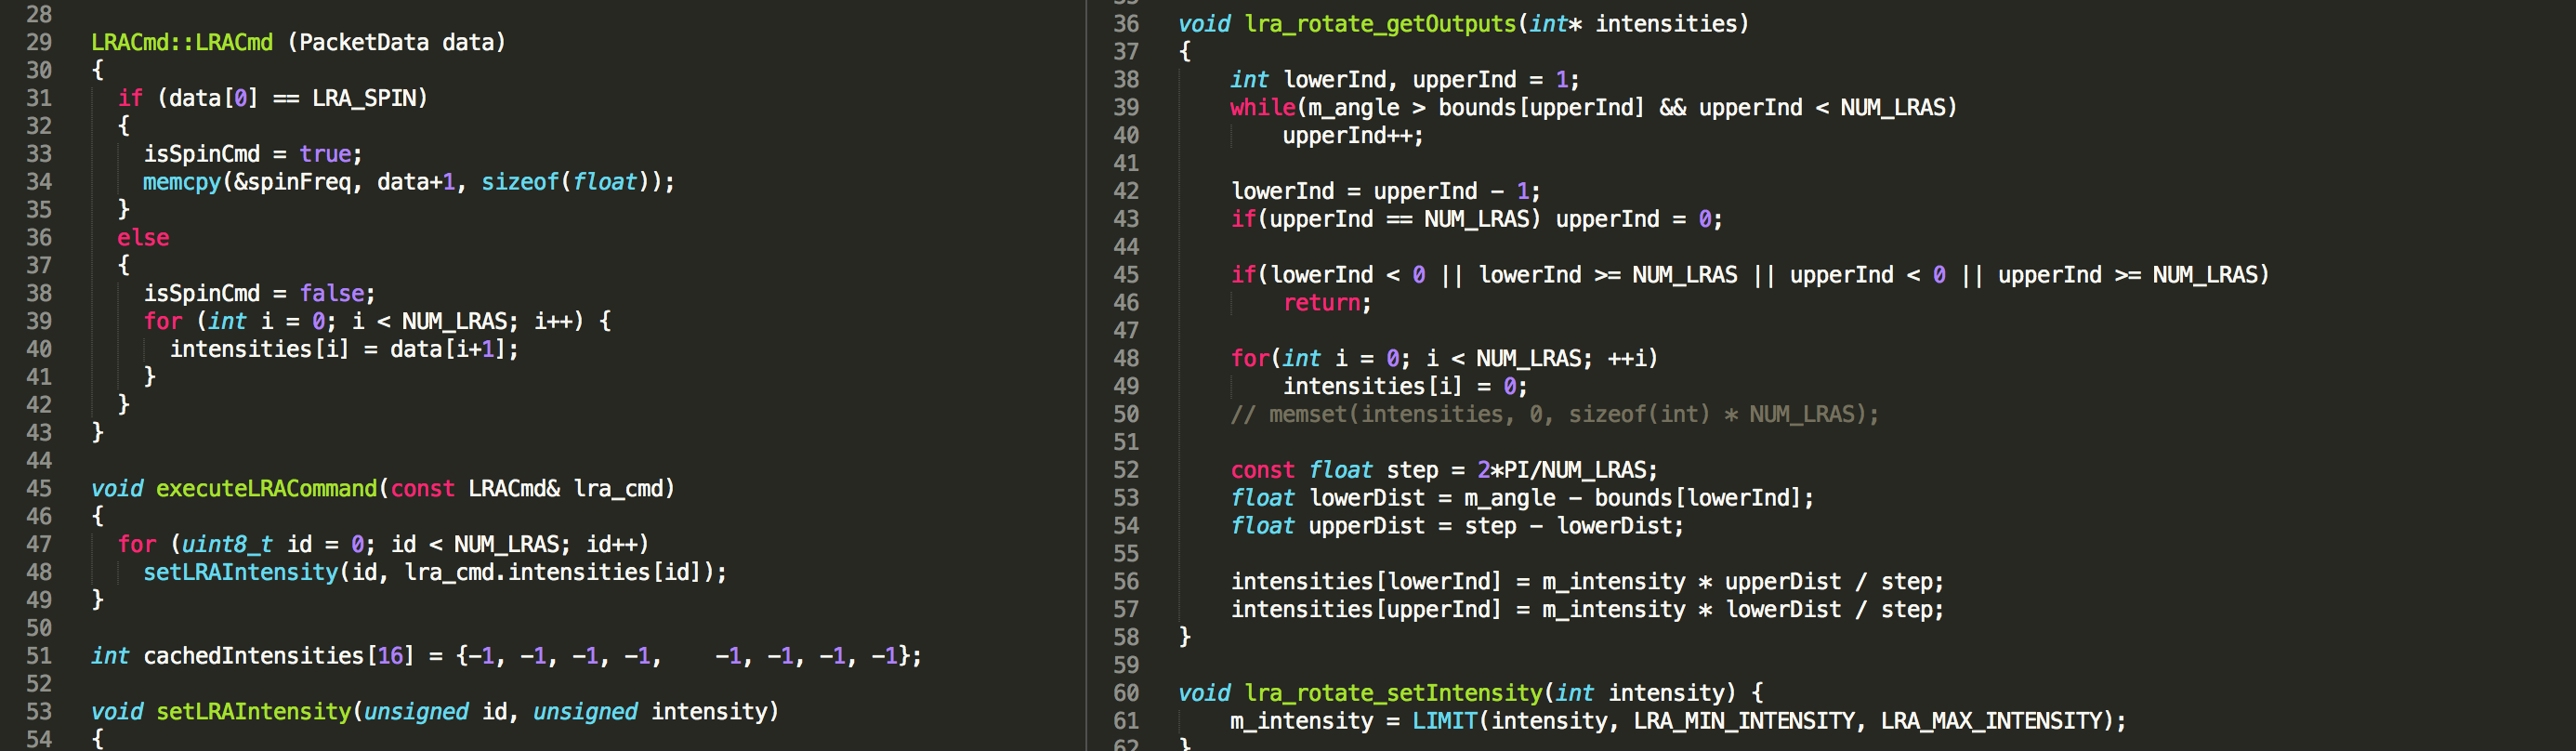 28
29 LRACmd::LRACmd (PacketData data)
30 {
31 if (data[0] == LRA_SPIN)
32 {
33 isSpinCmd = true;
34 memcpy(&spinFreq, data+1, sizeof(float));
35 }
36 else
37 {
38 isSpinCmd = false;
39 for (int i = 0; i < NUM_LRAS; i++) {
40 intensities[i] = data[i+1];
41 }
42 }
43 }
44
45 void executeLRACommand(const LRACmd& lra_cmd)
46 {
47 for (uint8_t id = 0; id < NUM_LRAS; id++)
48 setLRAIntensity(id, lra_cmd.intensities[id]);
49 }
50
51 int cachedIntensities[16] = {-1, -1, -1, -1,    -1, -1, -1, -1};
52
53 void setLRAIntensity(unsigned id, unsigned intensity)
54 {
36 void lra_rotate_getOutputs(int* intensities)
37 {
38 int lowerInd, upperInd = 1;
39 while(m_angle > bounds[upperInd] && upperInd < NUM_LRAS)
40 upperInd++;
41
42 lowerInd = upperInd - 1;
43 if(upperInd == NUM_LRAS) upperInd = 0;
44
45 if(lowerInd < 0 || lowerInd >= NUM_LRAS || upperInd < 0 || upperInd >= NUM_LRAS)
46 return;
47
48 for(int i = 0; i < NUM_LRAS; ++i)
49 intensities[i] = 0;
50 // memset(intensities, 0, sizeof(int) * NUM_LRAS);
51
52 const float step = 2*PI/NUM_LRAS;
53 float lowerDist = m_angle - bounds[lowerInd];
54 float upperDist = step - lowerDist;
55
56 intensities[lowerInd] = m_intensity * upperDist / step;
57 intensities[upperInd] = m_intensity * lowerDist / step;
58 }
59
60 void lra_rotate_setIntensity(int intensity) {
61 m_intensity = LIMIT(intensity, LRA_MIN_INTENSITY, LRA_MAX_INTENSITY);
62 }